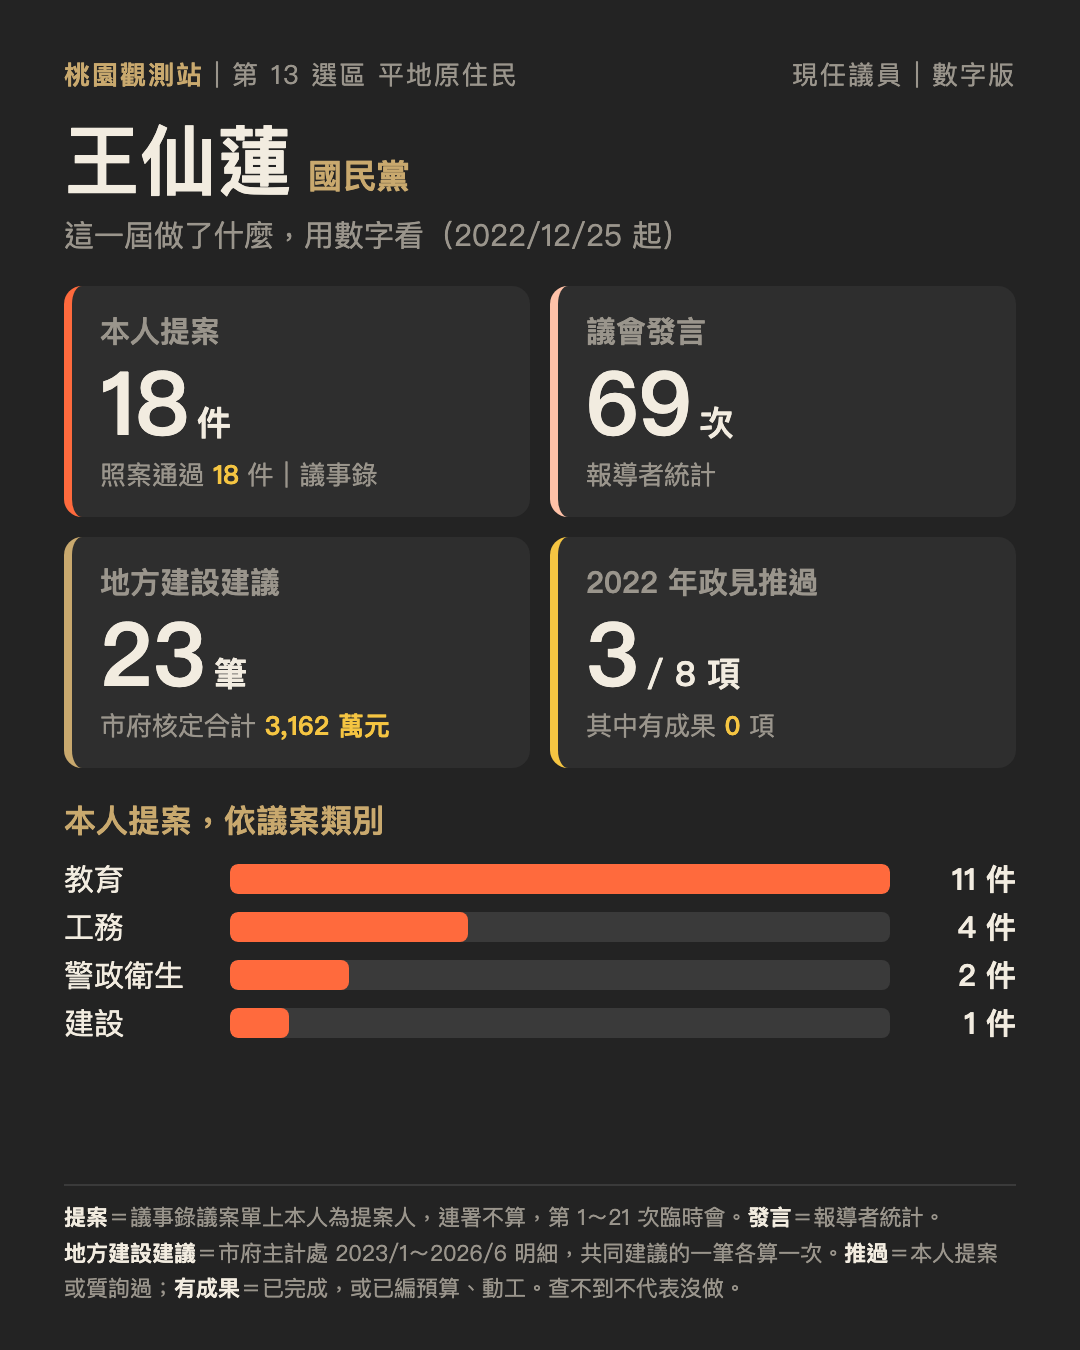 桃園觀測站｜第 13 選區 平地原住民
現任議員｜數字版
王仙蓮 國民黨
這一屆做了什麼，用數字看（2022/12/25 起）
本人提案
18 件
照案通過 18 件｜議事錄
議會發言
69 次
報導者統計
地方建設建議
23 筆
市府核定合計 3,162 萬元
2022 年政見推過
3 / 8 項
其中有成果 0 項
本人提案，依議案類別
教育 11 件
工務 4 件
警政衛生 2 件
建設 1 件
提案＝議事錄議案單上本人為提案人，連署不算，第 1～21 次臨時會。發言＝報導者統計。
地方建設建議＝市府主計處 2023/1～2026/6 明細，共同建議的一筆各算一次。推過＝本人提案
或質詢過；有成果＝已完成，或已編預算、動工。查不到不代表沒做。